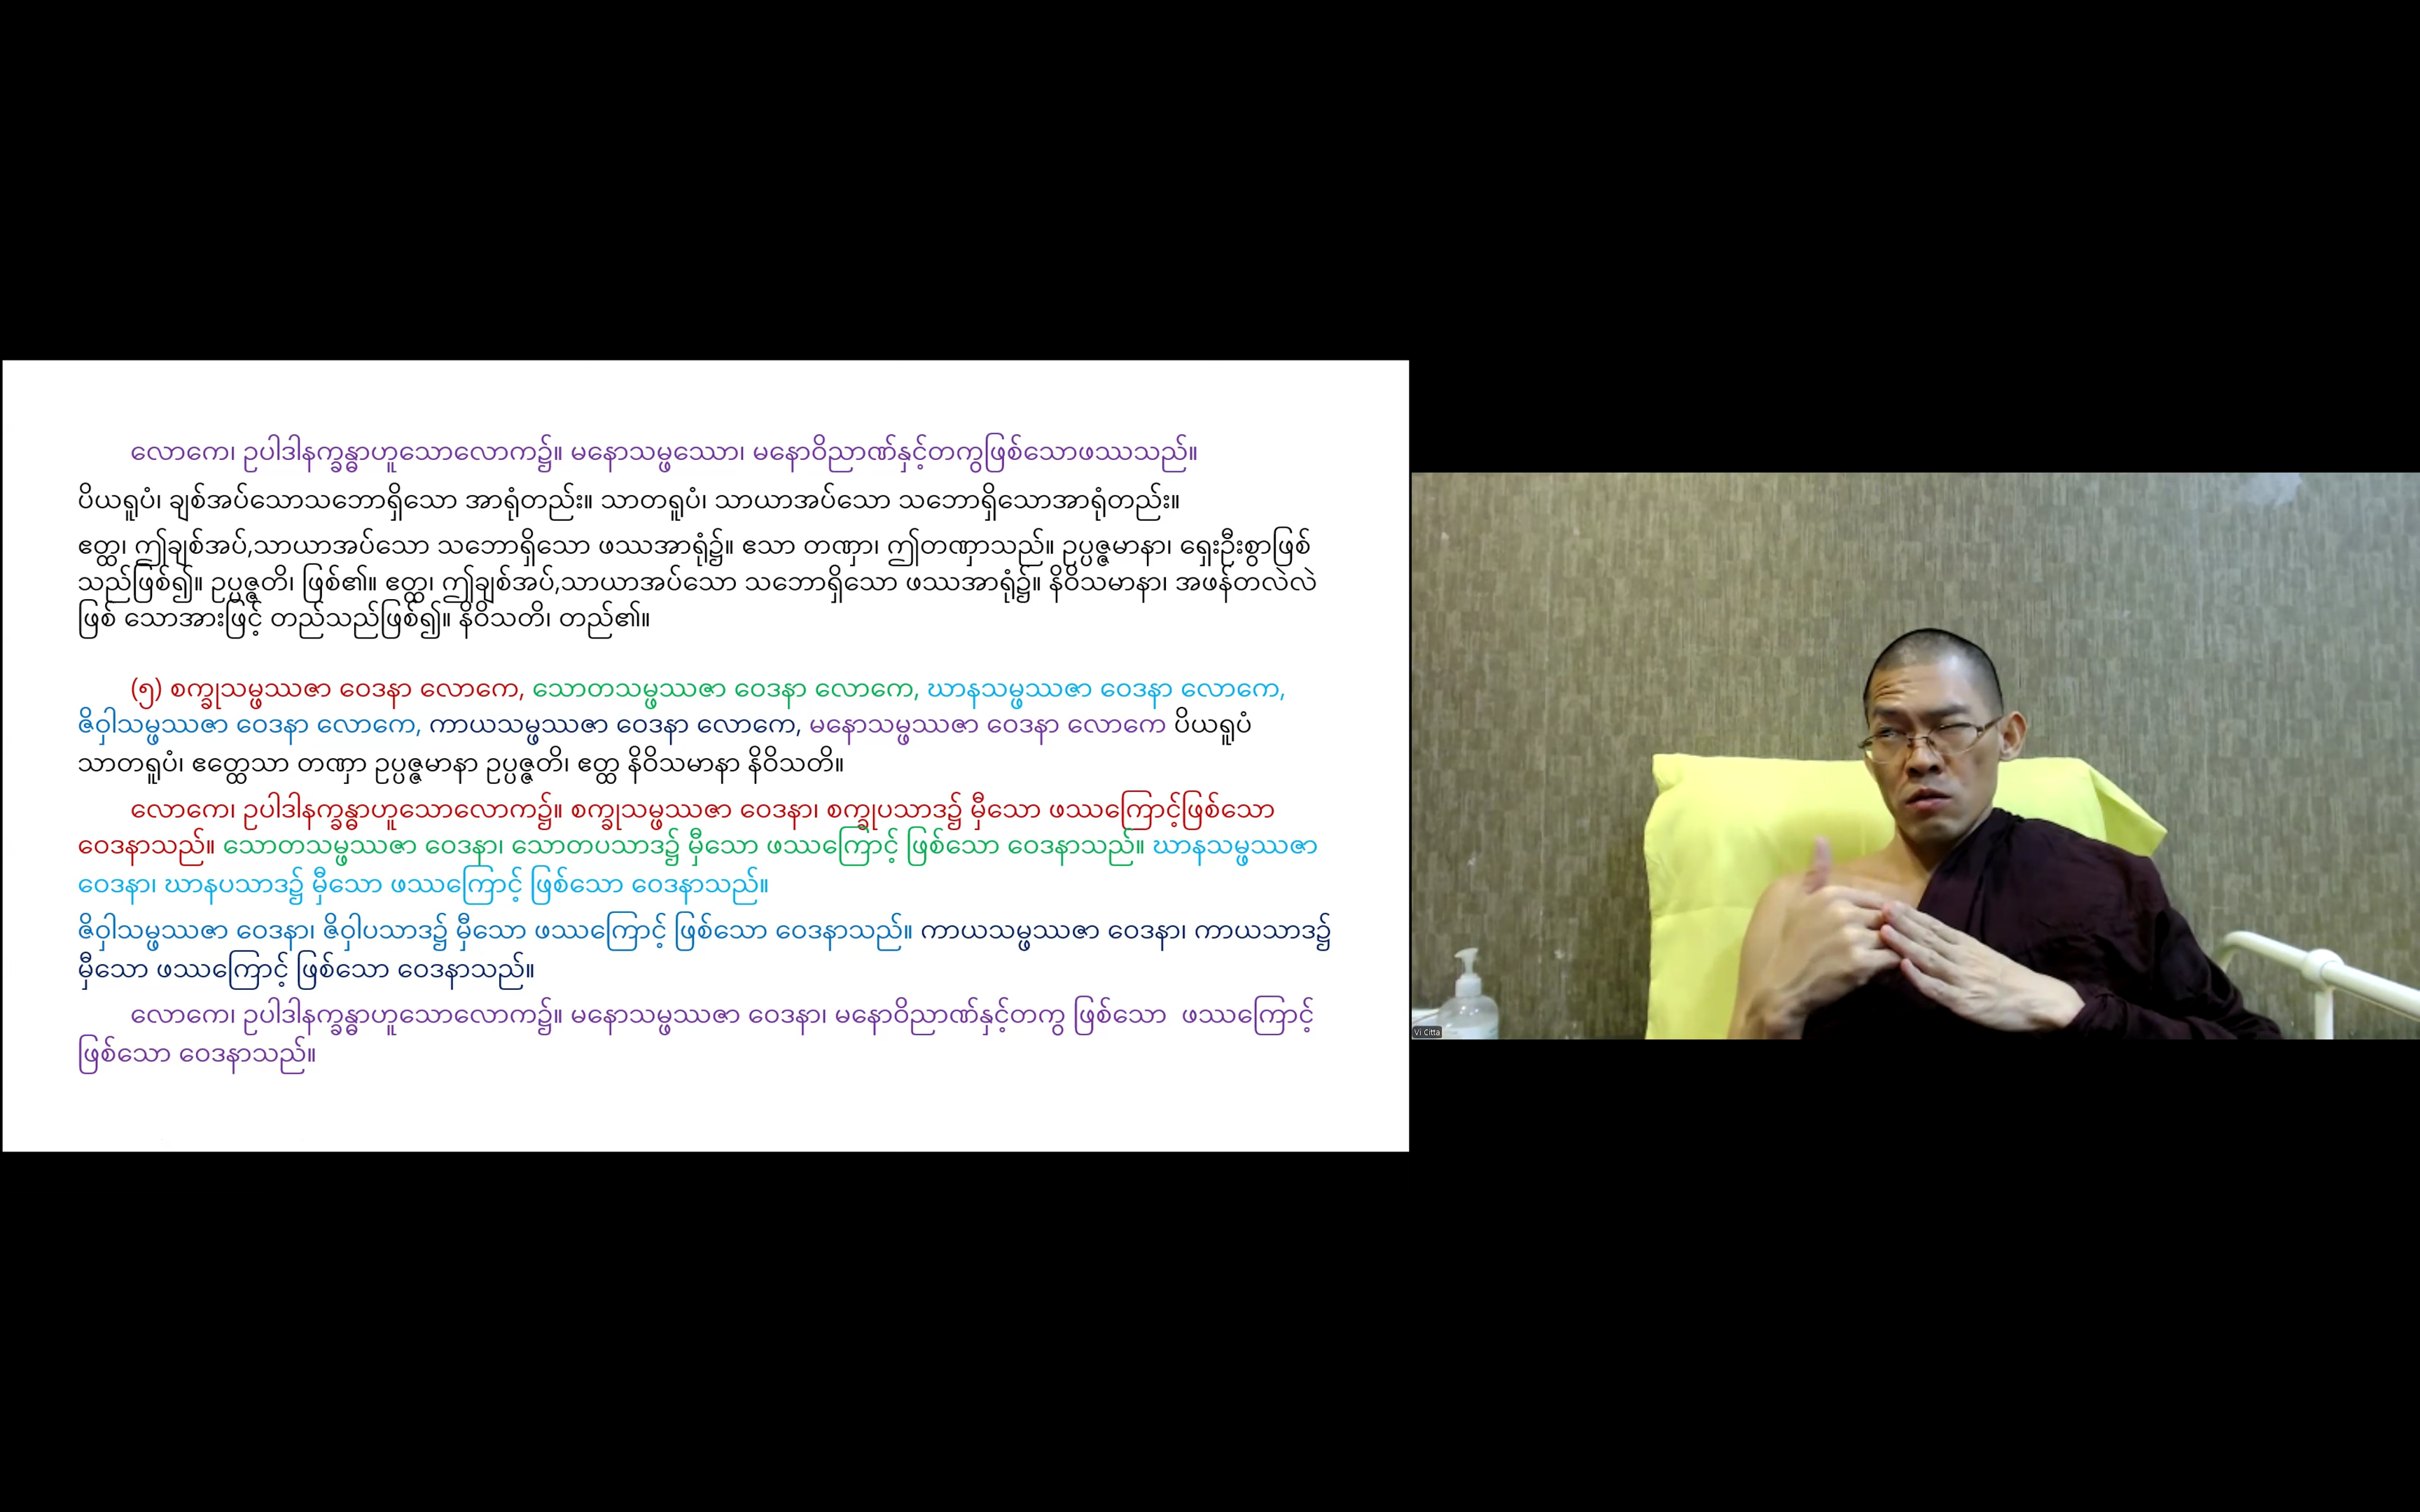 လောကေ၊ ဥပါဒါနက္ခန္ဓာဟူသောလောက၌။ မနောသမ္ဖဿော၊ မနောဝိညာဏ်နှင့်တကွဖြစ်သောဖဿသည်။
ပိယရူပံ၊ ချစ်အပ်သောသဘောရှိသော အာရုံတည်း။ သာတရူပံ၊ သာယာအပ်သော သဘောရှိသောအာရုံတည်း။
ဧတ္ထ၊ ဤချစ်အပ်,သာယာအပ်သော သဘောရှိသော ဖဿအာရုံ၌။ ဧသာ တဏှာ၊ ဤတဏှာသည်။ ဥပ္ပဇ္ဇမာနာ၊ ရှေးဦးစွာဖြစ်
သည်ဖြစ်၍။ ဥပ္ပဇ္ဇတိ၊ ဖြစ်၏။ ဧတ္ထ၊ ဤချစ်အပ်,သာယာအပ်သော သဘောရှိသော ဖဿအာရုံ၌။ နိဝိသမာနာ၊ အဖန်တလဲလဲ
ဖြစ် သောအားဖြင့် တည်သည်ဖြစ်၍။ နိဝိသတိ၊ တည်၏။
(၅) စက္ခုသမ္ဖဿဇာ ဝေဒနာ လောကေ, သောတသမ္ဖဿဇာ ဝေဒနာ လောကေ, ဃာနသမ္ဖဿဇာ ဝေဒနာ လောကေ,
ဇိဝှါသမ္ဖဿဇာ ဝေဒနာ လောကေ, ကာယသမ္ဖဿဇာ ဝေဒနာ လောကေ, မနောသမ္ဖဿဇာ ဝေဒနာ လောကေ ပိယရူပံ
သာတရူပံ၊ ဧတ္ထေသာ တဏှာ ဥပ္ပဇ္ဇမာနာ ဥပ္ပဇ္ဇတိ၊ ဧတ္ထ နိဝိသမာနာ နိဝိသတိ။
လောကေ၊ ဥပါဒါနက္ခန္ဓာဟူသောလောက၌။ စက္ခုသမ္ဖဿဇာ ဝေဒနာ၊ စက္ခုပသာဒ၌ မှီသော ဖဿကြောင့်ဖြစ်သော
ဝေဒနာသည်။ သောတသမ္ဖဿဇာ ဝေဒနာ၊ သောတပသာဒ၌ မှီသော ဖဿကြောင့် ဖြစ်သော ဝေဒနာသည်။ ဃာနသမ္ဖဿဇာ
ဝေဒနာ၊ ဃာနပသာဒ၌ မှီသော ဖဿကြောင့် ဖြစ်သော ဝေဒနာသည်။
ဇိဝှါသမ္ဖဿဇာ ဝေဒနာ၊ ဇိဝှါပသာဒ၌ မှီသော ဖဿကြောင့် ဖြစ်သော ဝေဒနာသည်။ ကာယသမ္ဖဿဇာ ဝေဒနာ၊ ကာယသာဒ၌
မှီသော ဖဿကြောင့် ဖြစ်သော ဝေဒနာသည်။
လောကေ၊ ဥပါဒါနက္ခန္ဓာဟူသောလောက၌။ မနောသမ္ဖဿဇာ ဝေဒနာ၊ မနောဝိညာဏ်နှင့်တကွ ဖြစ်သော ဖဿကြောင့်
ဖြစ်သော ဝေဒနာသည်။
Vi Citta